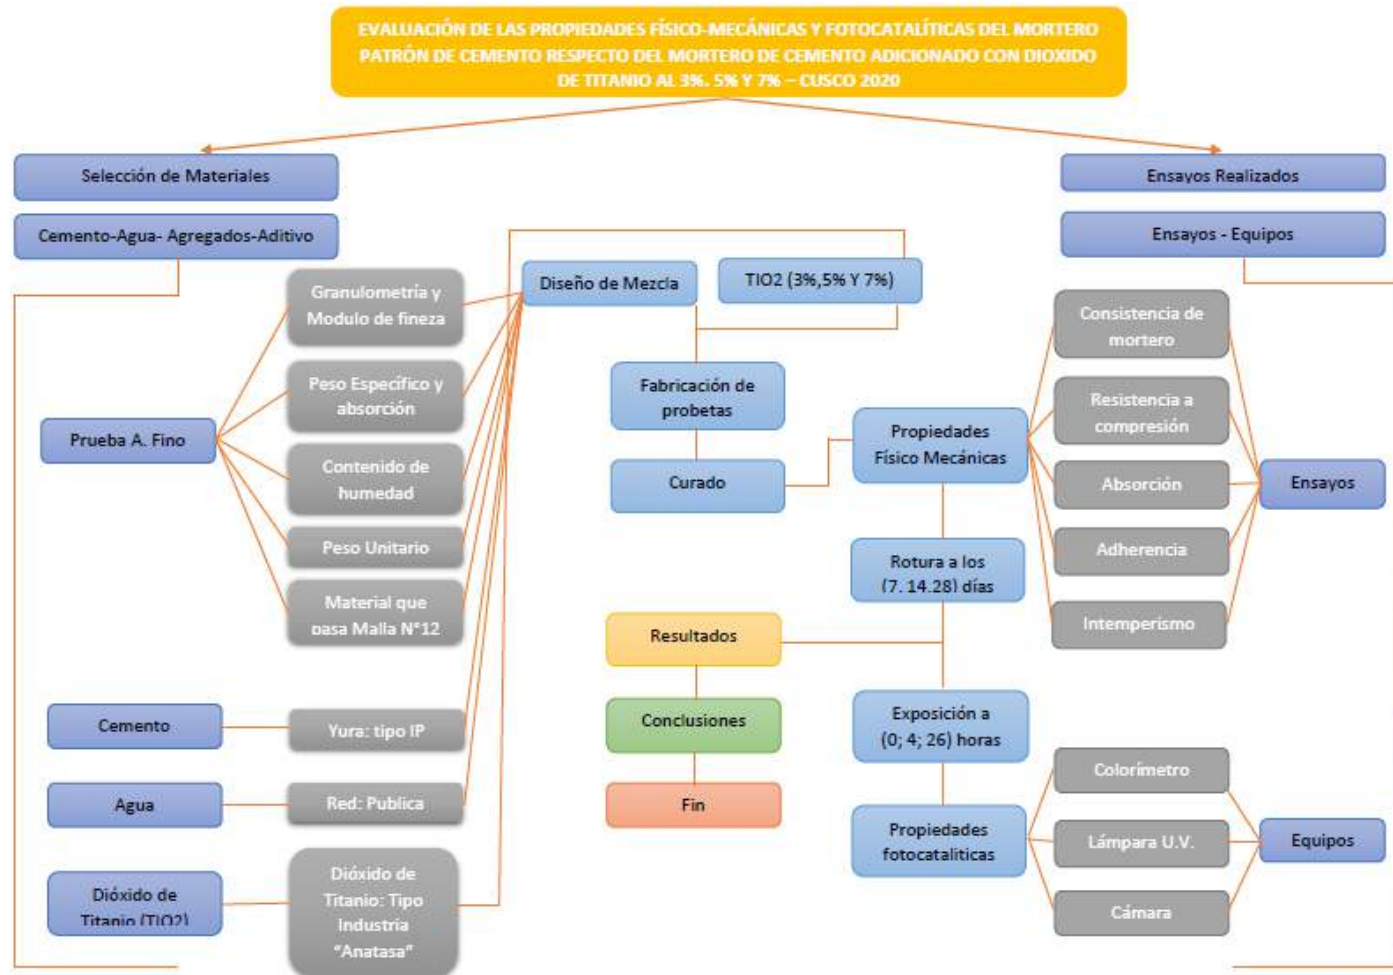 EVALUACIÓN DE LAS PROPIEDADES FÍSICO-MECÁNICAS Y FOTOCATALÍTICAS DEL MORTERO
PATRÓN DE CEMENTO RESPECTO DEL MORTERO DE CEMENTO ADICIONADO CON DIOXIDO
DE TITANIO AL 3%. 5% Y 7% – CUSCO 2020
Selección de Materiales
Cemento-Agua- Agregados-Aditivo
Prueba A. Fino
Granulometría y
Modulo de fineza
Peso Específico y
absorción
Contenido de
humedad
Peso Unitario
Material que
pasa Malla N°12
Cemento
Yura: tipo IP
Agua
Red: Publica
Dióxido de
Titanio (TIO2)
Dióxido de
Titanio: Tipo
Industria
“Anatasa”
Diseño de Mezcla
TIO2 (3%,5% Y 7%)
Fabricación de
probetas
Curado
Propiedades
Físico Mecánicas
Rotura a los
(7. 14.28) días
Resultados
Conclusiones
Fin
Exposición a
(0; 4; 26) horas
Propiedades
fotocataliticas
Ensayos Realizados
Ensayos - Equipos
Consistencia de
mortero
Resistencia a
compresión
Absorción
Adherencia
Intemperismo
Ensayos
Colorímetro
Lámpara U.V.
Cámara
Equipos